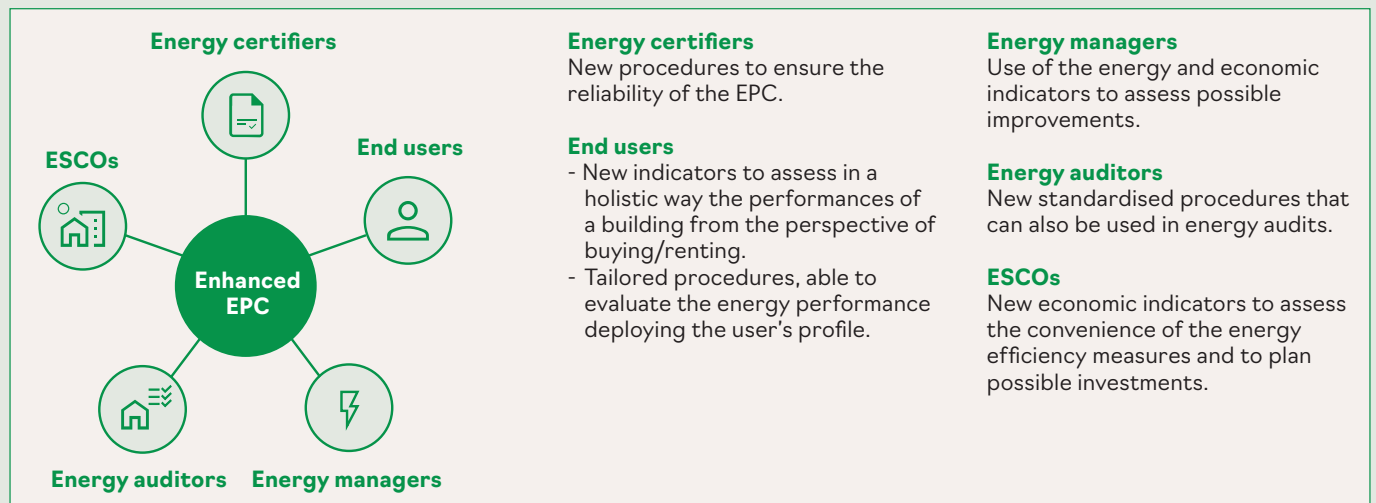 Energy certifiers
ESCOs
End users
Enhanced
EPC
Energy auditors
Energy managers
Energy certifiers
New procedures to ensure the
reliability of the EPC.
End users
- New indicators to assess in a
holistic way the performances of
a building from the perspective of
buying/renting.
- Tailored procedures, able to
evaluate the energy performance
deploying the user’s profile.
Energy managers
Use of the energy and economic
indicators to assess possible
improvements.
Energy auditors
New standardised procedures that
can also be used in energy audits.
ESCOs
New economic indicators to assess
the convenience of the energy
efficiency measures and to plan
possible investments.